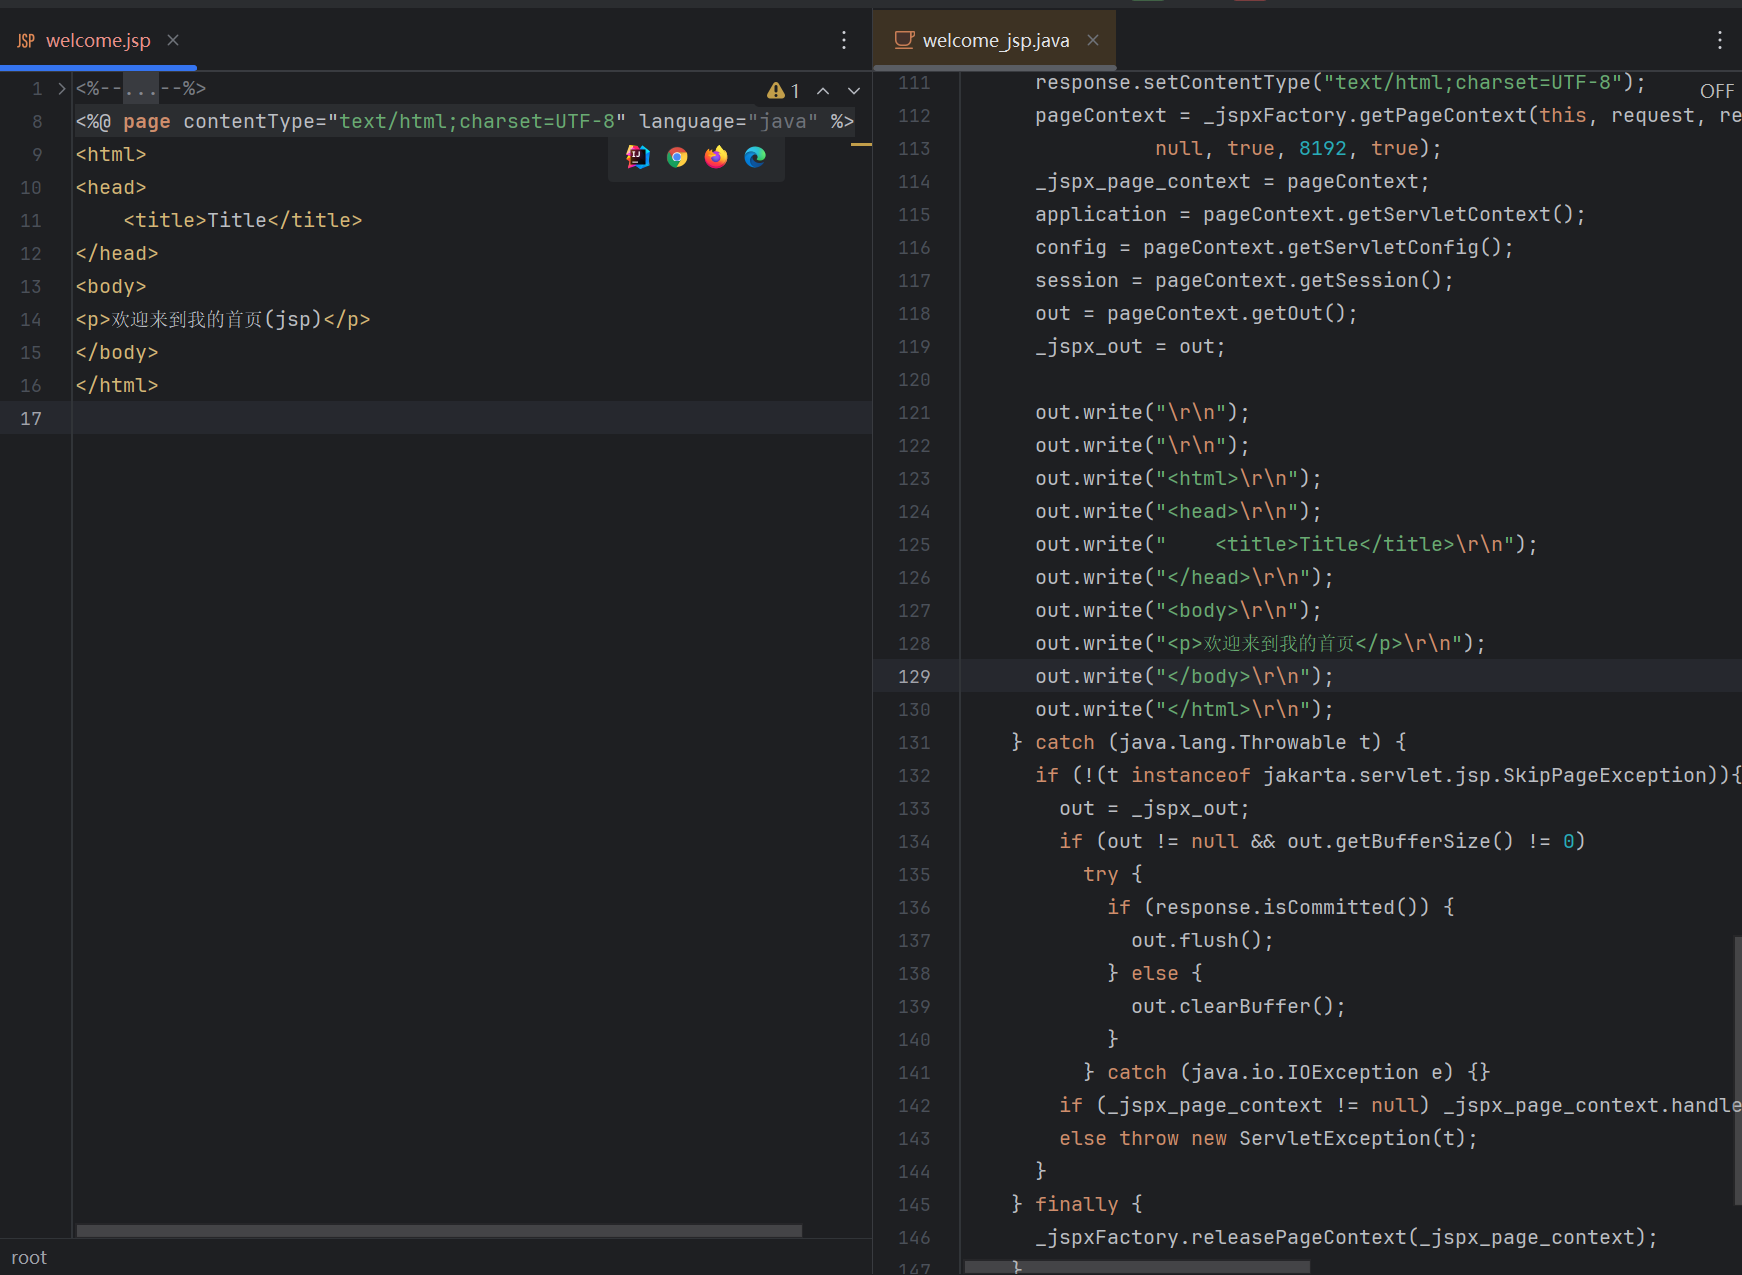 welcome.jsp
1 <%--...--%>
1
8 <%@ page contentType="text/html;charset=UTF-8" language="java" %>
9 <html>
10 <head>
11     <title>Title</title>
12 </head>
13 <body>
14 <p>欢迎来到我的首页(jsp)</p>
15 </body>
16 </html>
17
root
welcome_jsp.java
OFF
111 response.setContentType("text/html;charset=UTF-8");
112 pageContext = _jspxFactory.getPageContext(this, request, re
113 null, true, 8192, true);
114 _jspx_page_context = pageContext;
115 application = pageContext.getServletContext();
116 config = pageContext.getServletConfig();
117 session = pageContext.getSession();
118 out = pageContext.getOut();
119 _jspx_out = out;
120
121 out.write("\r\n");
122 out.write("\r\n");
123 out.write("<html>\r\n");
124 out.write("<head>\r\n");
125 out.write("    <title>Title</title>\r\n");
126 out.write("</head>\r\n");
127 out.write("<body>\r\n");
128 out.write("<p>欢迎来到我的首页</p>\r\n");
129 out.write("</body>\r\n");
130 out.write("</html>\r\n");
131 } catch (java.lang.Throwable t) {
132 if (!(t instanceof jakarta.servlet.jsp.SkipPageException)){
133 out = _jspx_out;
134 if (out != null && out.getBufferSize() != 0)
135 try {
136 if (response.isCommitted()) {
137 out.flush();
138 } else {
139 out.clearBuffer();
140 }
141 } catch (java.io.IOException e) {}
142 if (_jspx_page_context != null) _jspx_page_context.handle
143 else throw new ServletException(t);
144 }
145 } finally {
146 _jspxFactory.releasePageContext(_jspx_page_context);
147 }